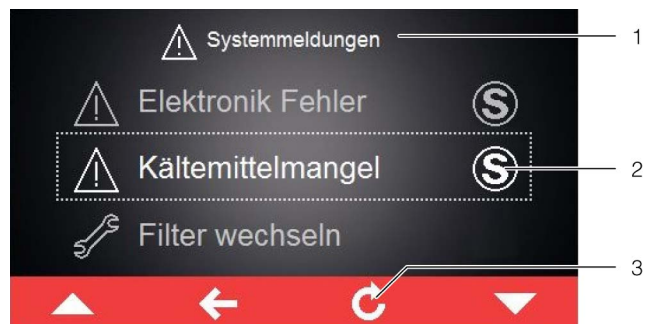 Systemmeldungen
1
Elektronik Fehler S
Kältemittelmangel S
2
Filter wechseln
3